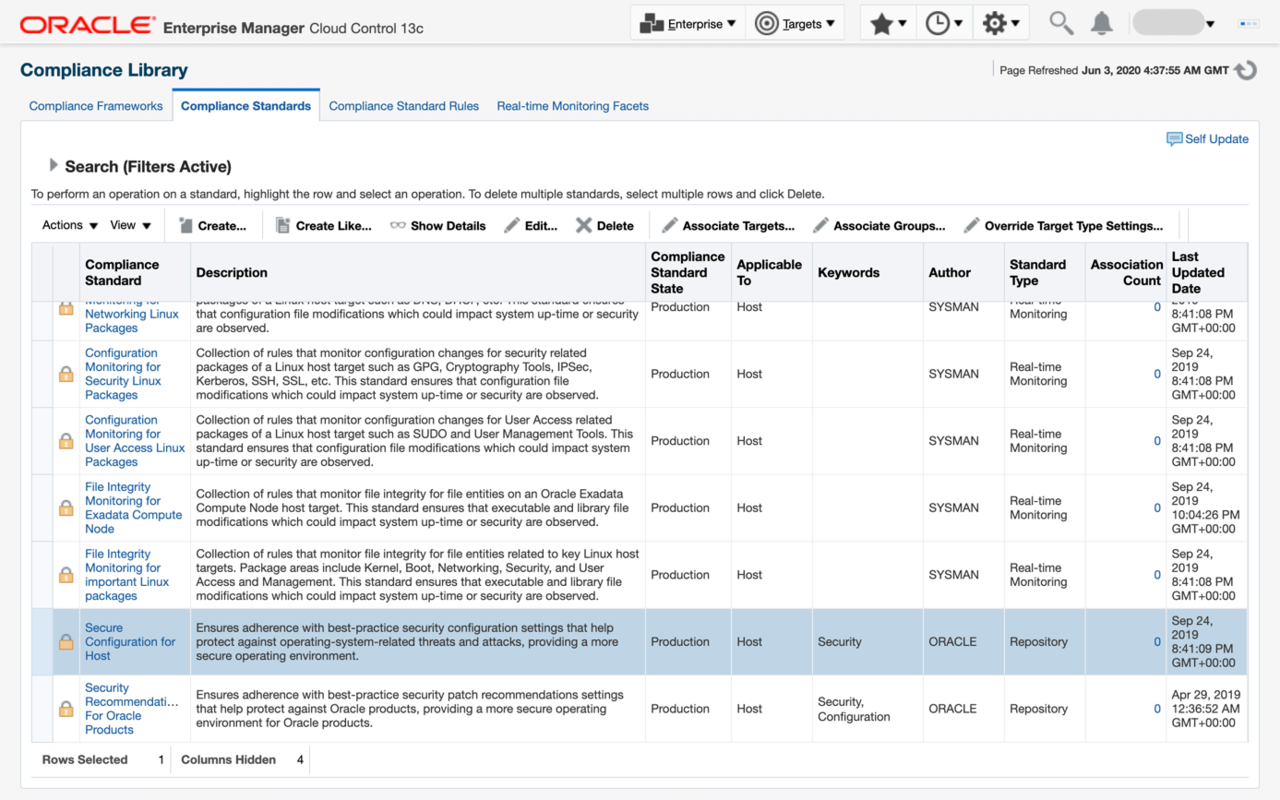 ORACLE Enterprise Manager Cloud Control 13c Enterprise Targets
Compliance Library
Page Refreshed Jun 3, 2020 4:37:55 AM GMT
Compliance Frameworks Compliance Standards Compliance Standard Rules Real-time Monitoring Facets
Self Update
Search (Filters Active)
To perform an operation on a standard, highlight the row and select an operation. To delete multiple standards, select multiple rows and click Delete.
Actions View Create... Create Like... Show Details Edit... Delete Associate Targets... Associate Groups... Override Target Type Settings...
Compliance
Standard
Description
Compliance
Standard
State
Applicable
To
Keywords
Author
Standard
Type
Association
Count
Last
Updated
Date
Monitoring for
Networking Linux
Packages
packages of a Linux host target such as DNS, DHCP, etc. This standard ensures
that configuration file modifications which could impact system up-time or security
are observed.
Production
Host
SYSMAN
Real-time
Monitoring
0
2019
8:41:08 PM
GMT+00:00
Configuration
Monitoring for
Security Linux
Packages
Collection of rules that monitor configuration changes for security related
packages of a Linux host target such as GPG, Cryptography Tools, IPSec,
Kerberos, SSH, SSL, etc. This standard ensures that configuration file
modifications which could impact system up-time or security are observed.
Production
Host
SYSMAN
Real-time
Monitoring
0
Sep 24,
2019
8:41:08 PM
GMT+00:00
Configuration
Monitoring for
User Access Linux
Packages
Collection of rules that monitor configuration changes for User Access related
packages of a Linux host target such as SUDO and User Management Tools. This
standard ensures that configuration file modifications which could impact system
up-time or security are observed.
Production
Host
SYSMAN
Real-time
Monitoring
0
Sep 24,
2019
8:41:08 PM
GMT+00:00
File Integrity
Monitoring for
Exadata Compute
Node
Collection of rules that monitor file integrity for file entities on an Oracle Exadata
Compute Node host target. This standard ensures that executable and library file
modifications which could impact system up-time or security are observed.
Production
Host
SYSMAN
Real-time
Monitoring
0
Sep 24,
2019
10:04:26 PM
GMT+00:00
File Integrity
Monitoring for
important Linux
packages
Collection of rules that monitor file integrity for file entities related to key Linux host
targets. Package areas include Kernel, Boot, Networking, Security, and User
Access and Management. This standard ensures that executable and library file
modifications which could impact system up-time or security are observed.
Production
Host
SYSMAN
Real-time
Monitoring
0
Sep 24,
2019
8:41:08 PM
GMT+00:00
Secure
Configuration for
Host
Ensures adherence with best-practice security configuration settings that help
protect against operating-system-related threats and attacks, providing a more
secure operating environment.
Production
Host
Security
ORACLE
Repository
0
Sep 24,
2019
8:41:09 PM
GMT+00:00
Security
Recommendati...
For Oracle
Products
Ensures adherence with best-practice security patch recommendations settings
that help protect against Oracle products, providing a more secure operating
environment for Oracle products.
Production
Host
Security,
Configuration
ORACLE
Repository
0
Apr 29, 2019
12:36:52 AM
GMT+00:00
Rows Selected 1 Columns Hidden 4